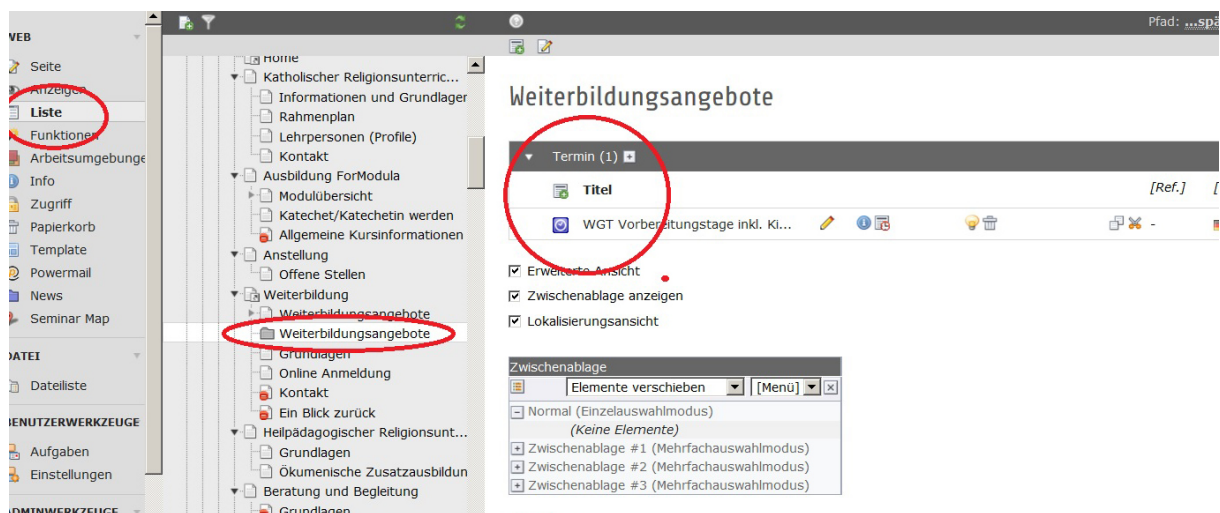 WEB
Seite
Anzeigen
Liste
Funktionen
Arbeitsumgebunge
Info
Zugriff
Papierkorb
Template
Powermail
News
Seminar Map
DATEI
Dateiliste
BENUTZERWERKZEUGE
Aufgaben
Einstellungen
ADMINWERKZEUGE
Home
Katholischer Religionsunterric...
Informationen und Grundlagen
Rahmenplan
Lehrpersonen (Profile)
Kontakt
Ausbildung ForModula
Modulübersicht
Katechet/Katechetin werden
Allgemeine Kursinformationen
Anstellung
Offene Stellen
Weiterbildung
Weiterbildungsangebote
Weiterbildungsangebote
Grundlagen
Online Anmeldung
Kontakt
Ein Blick zurück
Heilpädagogischer Religionsunt...
Grundlagen
Ökumenische Zusatzausbildun
Beratung und Begleitung
Grundlagen
Pfad: ...spä
Weiterbildungsangebote
Termin (1)
Titel [Ref.] [
WGT Vorbereitungstage inkl. Ki... -
Erweiterte Ansicht
Zwischenablage anzeigen
Lokalisierungsansicht
Zwischenablage
Elemente verschieben [Menü]
Normal (Einzelauswahlmodus)
(Keine Elemente)
Zwischenablage #1 (Mehrfachauswahlmodus)
Zwischenablage #2 (Mehrfachauswahlmodus)
Zwischenablage #3 (Mehrfachauswahlmodus)